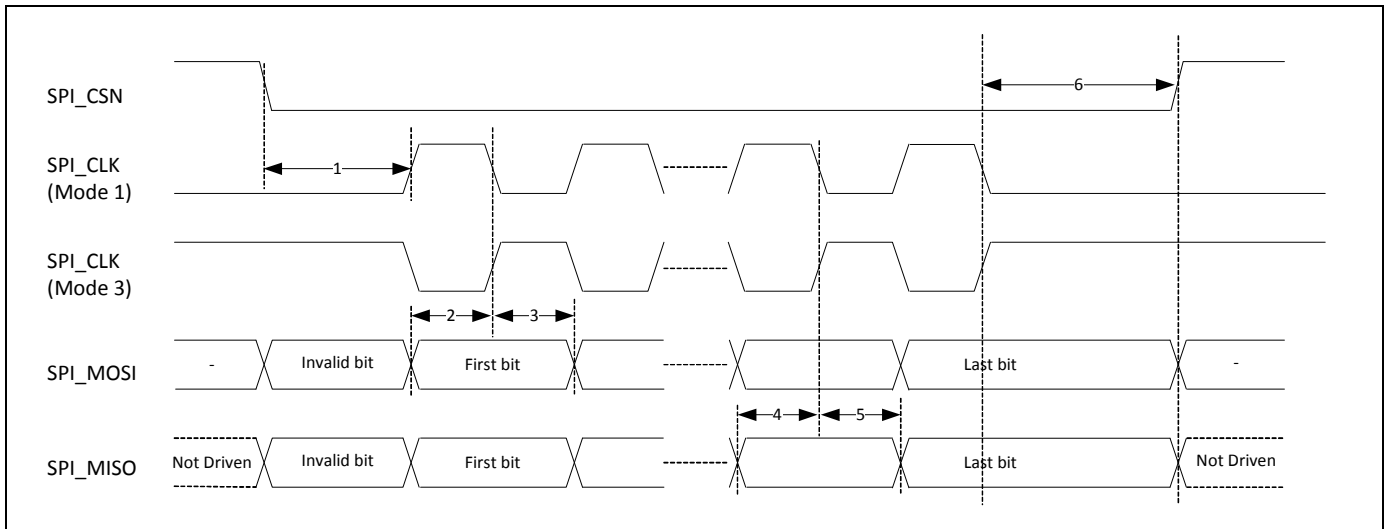 6
SPI_CSN
SPI_CLK
(Mode 1)
1
SPI_CLK
(Mode 3)
2 3
SPI_MOSI - Invalid bit First bit Last bit -
4 5
SPI_MISO Not Driven Invalid bit First bit Last bit Not Driven